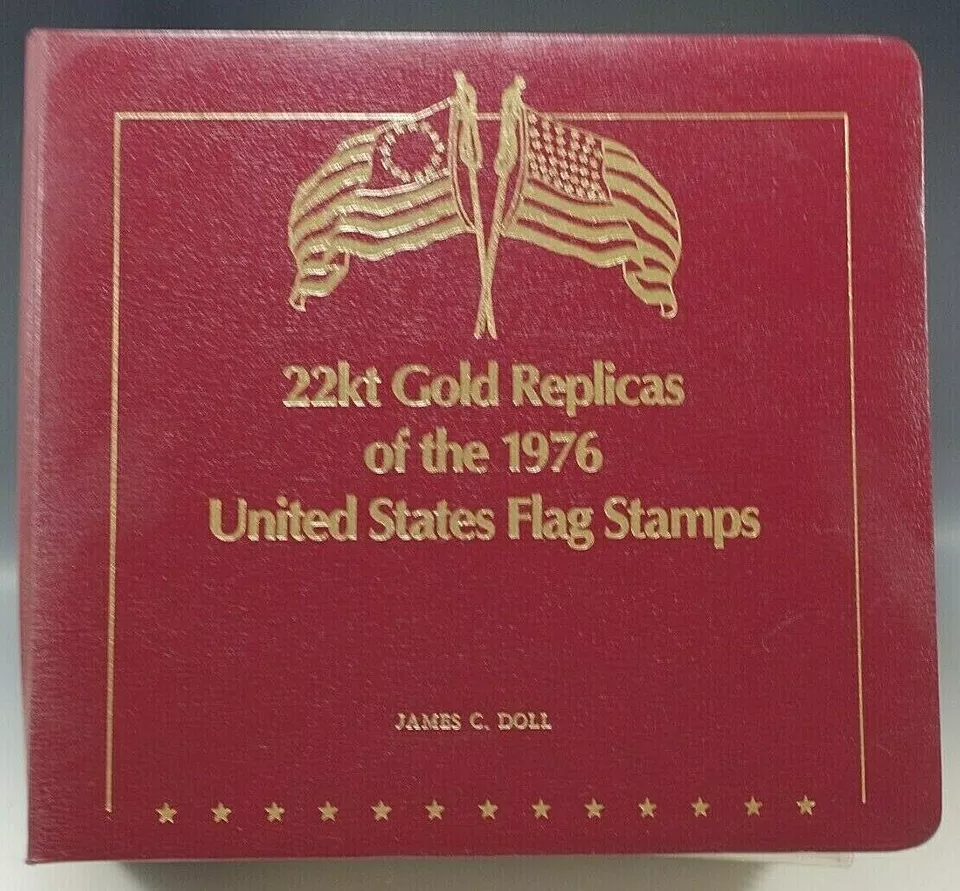 22kt Gold Replicas
of the 1976
United States Flag Stamps
JAMES C. DOLL